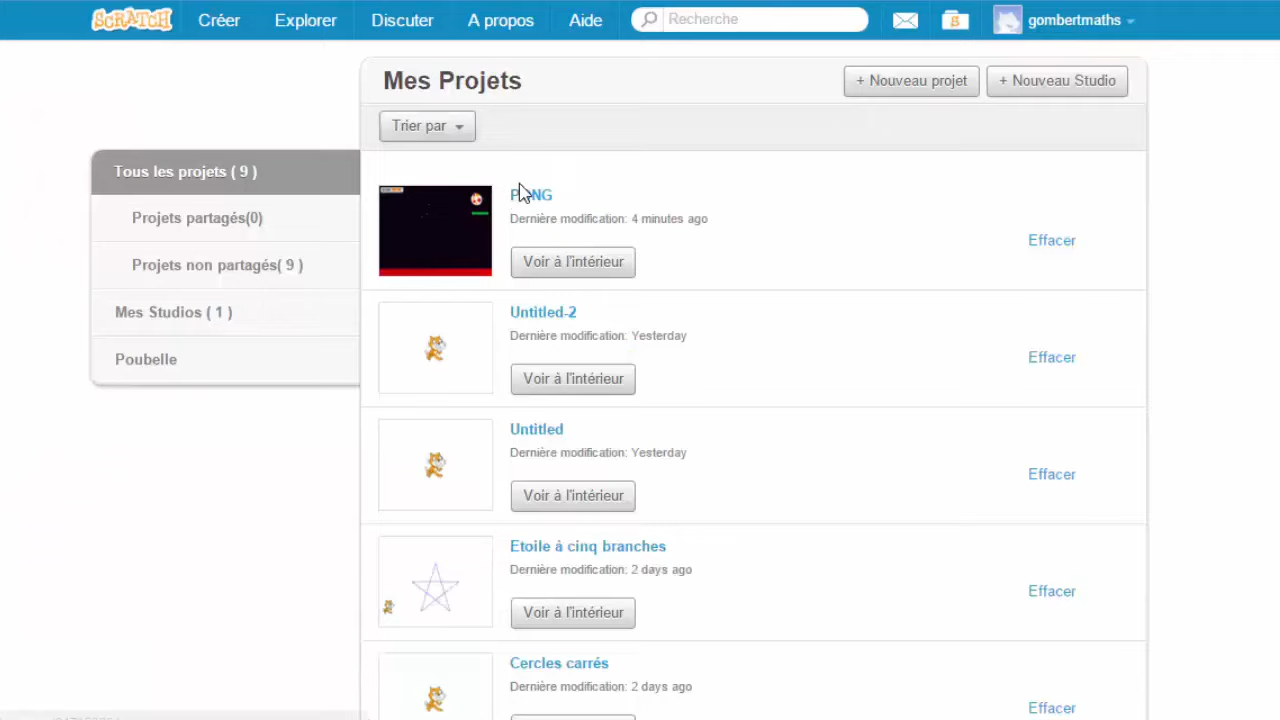 SCRATCH Créer Explorer Discuter A propos Aide Recherche gombertmaths
Mes Projets + Nouveau projet + Nouveau Studio
Trier par
Tous les projets ( 9 )
Projets partagés(0)
Projets non partagés( 9 )
Mes Studios ( 1 )
Poubelle
Dernière modification: 4 minutes ago
Effacer
Voir à l'intérieur
Untitled-2
Dernière modification: Yesterday
Effacer
Voir à l'intérieur
Untitled
Dernière modification: Yesterday
Effacer
Voir à l'intérieur
Etoile à cinq branches
Dernière modification: 2 days ago
Effacer
Voir à l'intérieur
Cercles carrés
Dernière modification: 2 days ago
Effacer